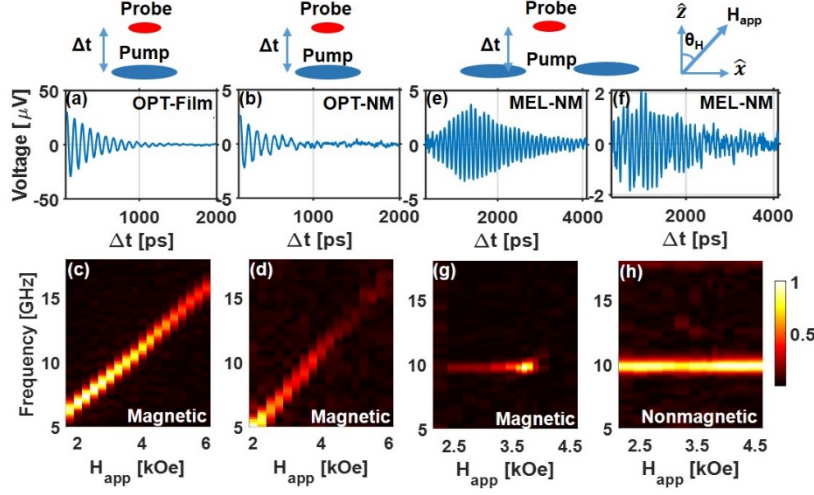 Probe
Δt
Pump
Probe
Δt
Pump
Probe
Δt
Pump
ẑ
H_app
θ_H
x̂
(a) OPT-Film
(b) OPT-NM
(e) MEL-NM
(f) MEL-NM
Voltage [μV]
50
0
-50
5
0
-5
5
0
-5
2
0
-2
1000 2000
1000 2000
2000 4000
2000 4000
Δt [ps]
Δt [ps]
Δt [ps]
Δt [ps]
(c)
(d)
(g)
(h)
Frequency [GHz]
15
10
5
15
10
5
15
10
5
15
10
5
Magnetic
Magnetic
Magnetic
Nonmagnetic
1
0.5
2 4 6
2 4 6
2.5 3.5 4.5
2.5 3.5 4.5
H_app [kOe]
H_app [kOe]
H_app [kOe]
H_app [kOe]